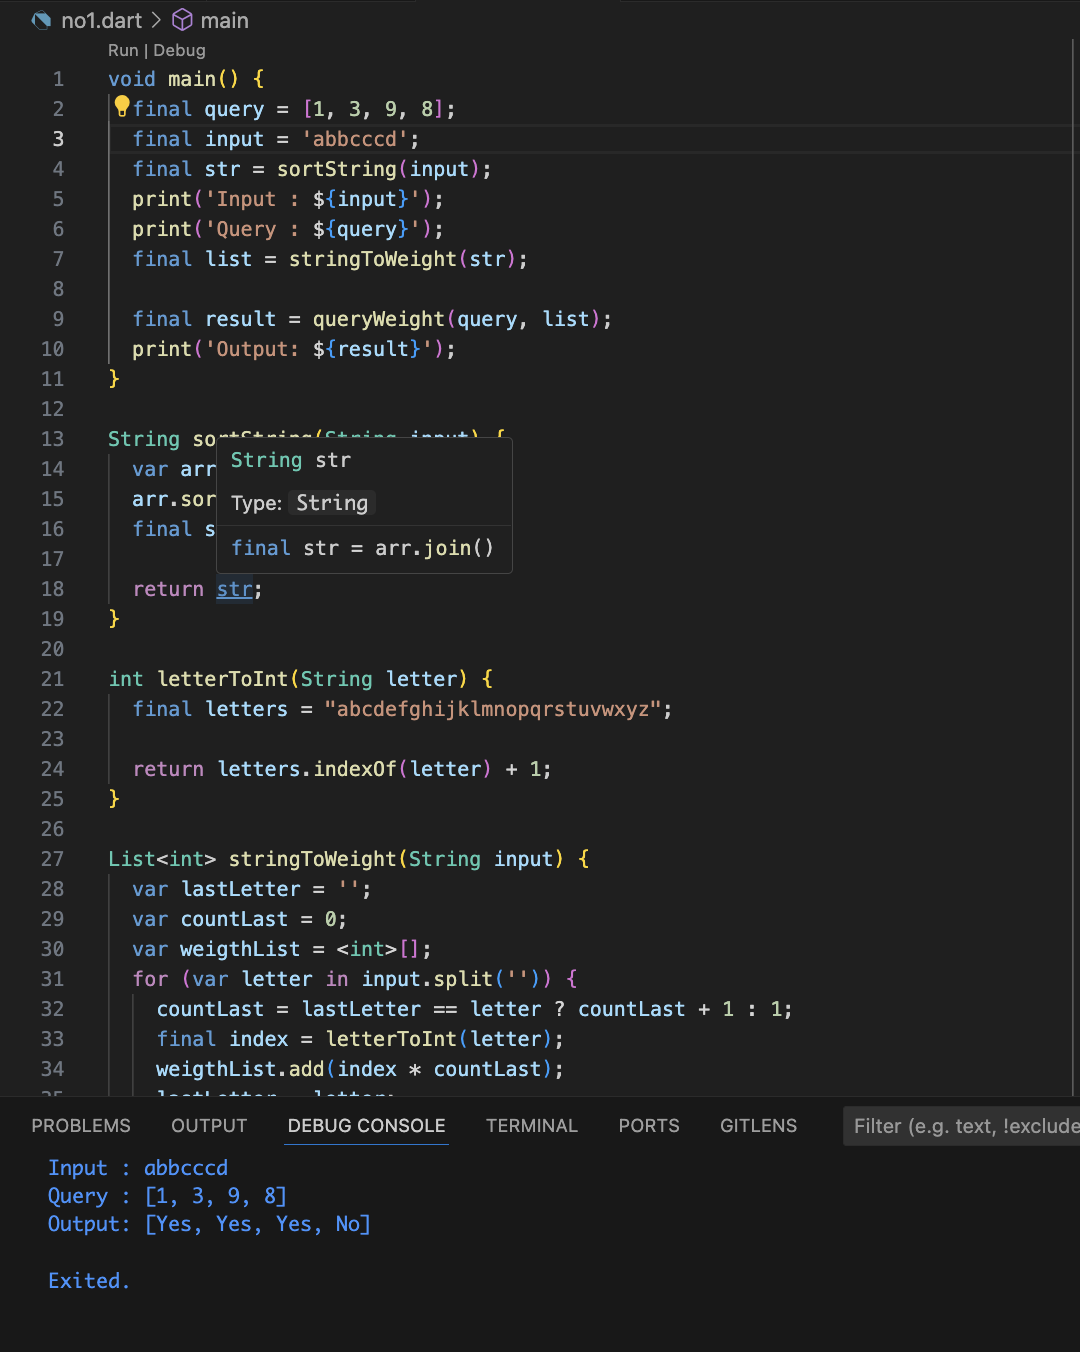 no1.dart > main
Run | Debug
1 void main() {
2 final query = [1, 3, 9, 8];
3 final input = 'abbcccd';
4 final str = sortString(input);
5 print('Input : ${input}');
6 print('Query : ${query}');
7 final list = stringToWeight(str);
8
9 final result = queryWeight(query, list);
10 print('Output: ${result}');
11 }
12
13 String sortString(String input) {
14 var arr
15 arr.sor
16 final s
17
18 return str;
19 }
20
String str
Type: String
final str = arr.join()
21 int letterToInt(String letter) {
22 final letters = "abcdefghijklmnopqrstuvwxyz";
23
24 return letters.indexOf(letter) + 1;
25 }
26
27 List<int> stringToWeight(String input) {
28 var lastLetter = '';
29 var countLast = 0;
30 var weigthList = <int>[];
31 for (var letter in input.split('')) {
32 countLast = lastLetter == letter ? countLast + 1 : 1;
33 final index = letterToInt(letter);
34 weigthList.add(index * countLast);
35 lastLetter = letter;
PROBLEMS OUTPUT DEBUG CONSOLE TERMINAL PORTS GITLENS Filter (e.g. text, !exclude
Input : abbcccd
Query : [1, 3, 9, 8]
Output: [Yes, Yes, Yes, No]
Exited.